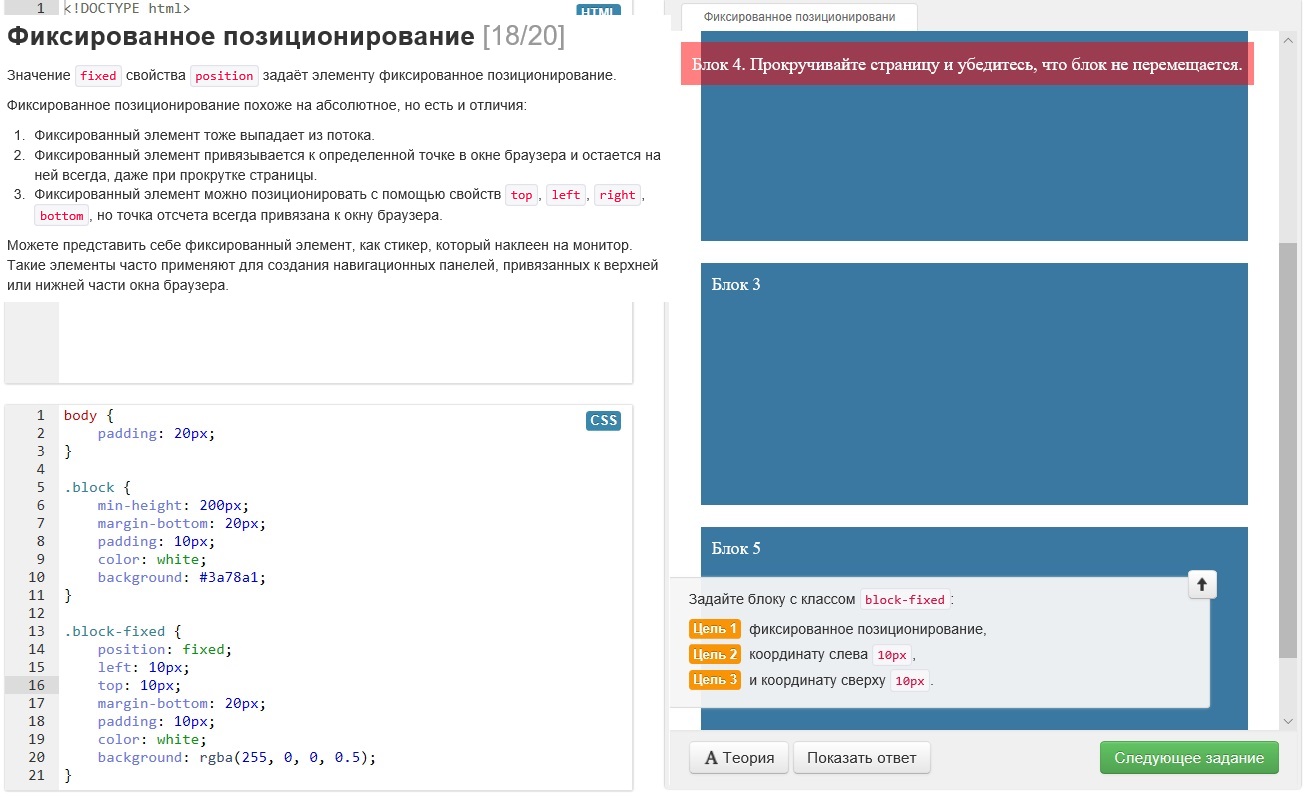 1 <!DOCTYPE html>
HTML
Фиксированное позиционирование [18/20]
Значение fixed свойства position задаёт элементу фиксированное позиционирование.
Фиксированное позиционирование похоже на абсолютное, но есть и отличия:
1. Фиксированный элемент тоже выпадает из потока.
2. Фиксированный элемент привязывается к определенной точке в окне браузера и остается на
ней всегда, даже при прокрутке страницы.
3. Фиксированный элемент можно позиционировать с помощью свойств top, left, right,
bottom, но точка отсчета всегда привязана к окну браузера.
Можете представить себе фиксированный элемент, как стикер, который наклеен на монитор.
Такие элементы часто применяют для создания навигационных панелей, привязанных к верхней
или нижней части окна браузера.
CSS
1 body {
2 padding: 20px;
3 }
4
5 .block {
6 min-height: 200px;
7 margin-bottom: 20px;
8 padding: 10px;
9 color: white;
10 background: #3a78a1;
11 }
12
13 .block-fixed {
14 position: fixed;
15 left: 10px;
16 top: 10px;
17 margin-bottom: 20px;
18 padding: 10px;
19 color: white;
20 background: rgba(255, 0, 0, 0.5);
21 }
Фиксированное позиционировани
Блок 4. Прокручивайте страницу и убедитесь, что блок не перемещается.
Блок 3
Блок 5
Задайте блоку с классом block-fixed:
Цель 1 фиксированное позиционирование,
Цель 2 координату слева 10px,
Цель 3 и координату сверху 10px.
A Теория
Показать ответ
Следующее задание